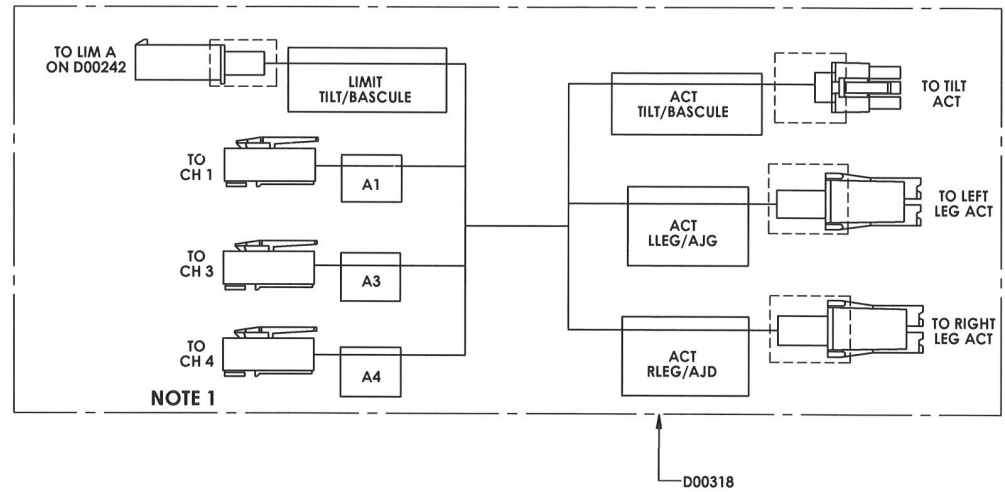 TO LIM A
ON D00242
LIMIT
TILT/BASCULE
TO
CH 1
A1
TO
CH 3
A3
TO
CH 4
A4
NOTE 1
ACT
TILT/BASCULE
TO TILT
ACT
ACT
LLEG/AJG
TO LEFT
LEG ACT
ACT
RLEG/AJD
TO RIGHT
LEG ACT
D00318